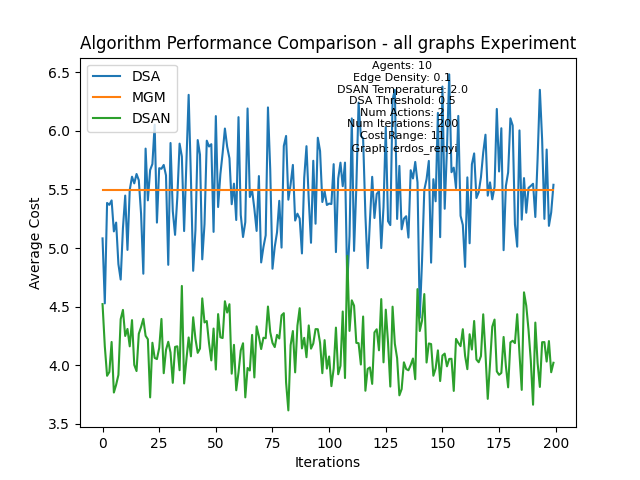 Algorithm Performance Comparison - all graphs Experiment
DSA
MGM
DSAN
Agents: 10
Edge Density: 0.1
DSAN Temperature: 2.0
DSA Threshold: 0.5
Num Actions:
Num Iterations: 200
Cost Range: 11
Graph: erdos_renyi
Average Cost
6.5
6.0
5.5
5.0
4.5
4.0
3.5
0 25 50 75 100 125 150 175 200
Iterations